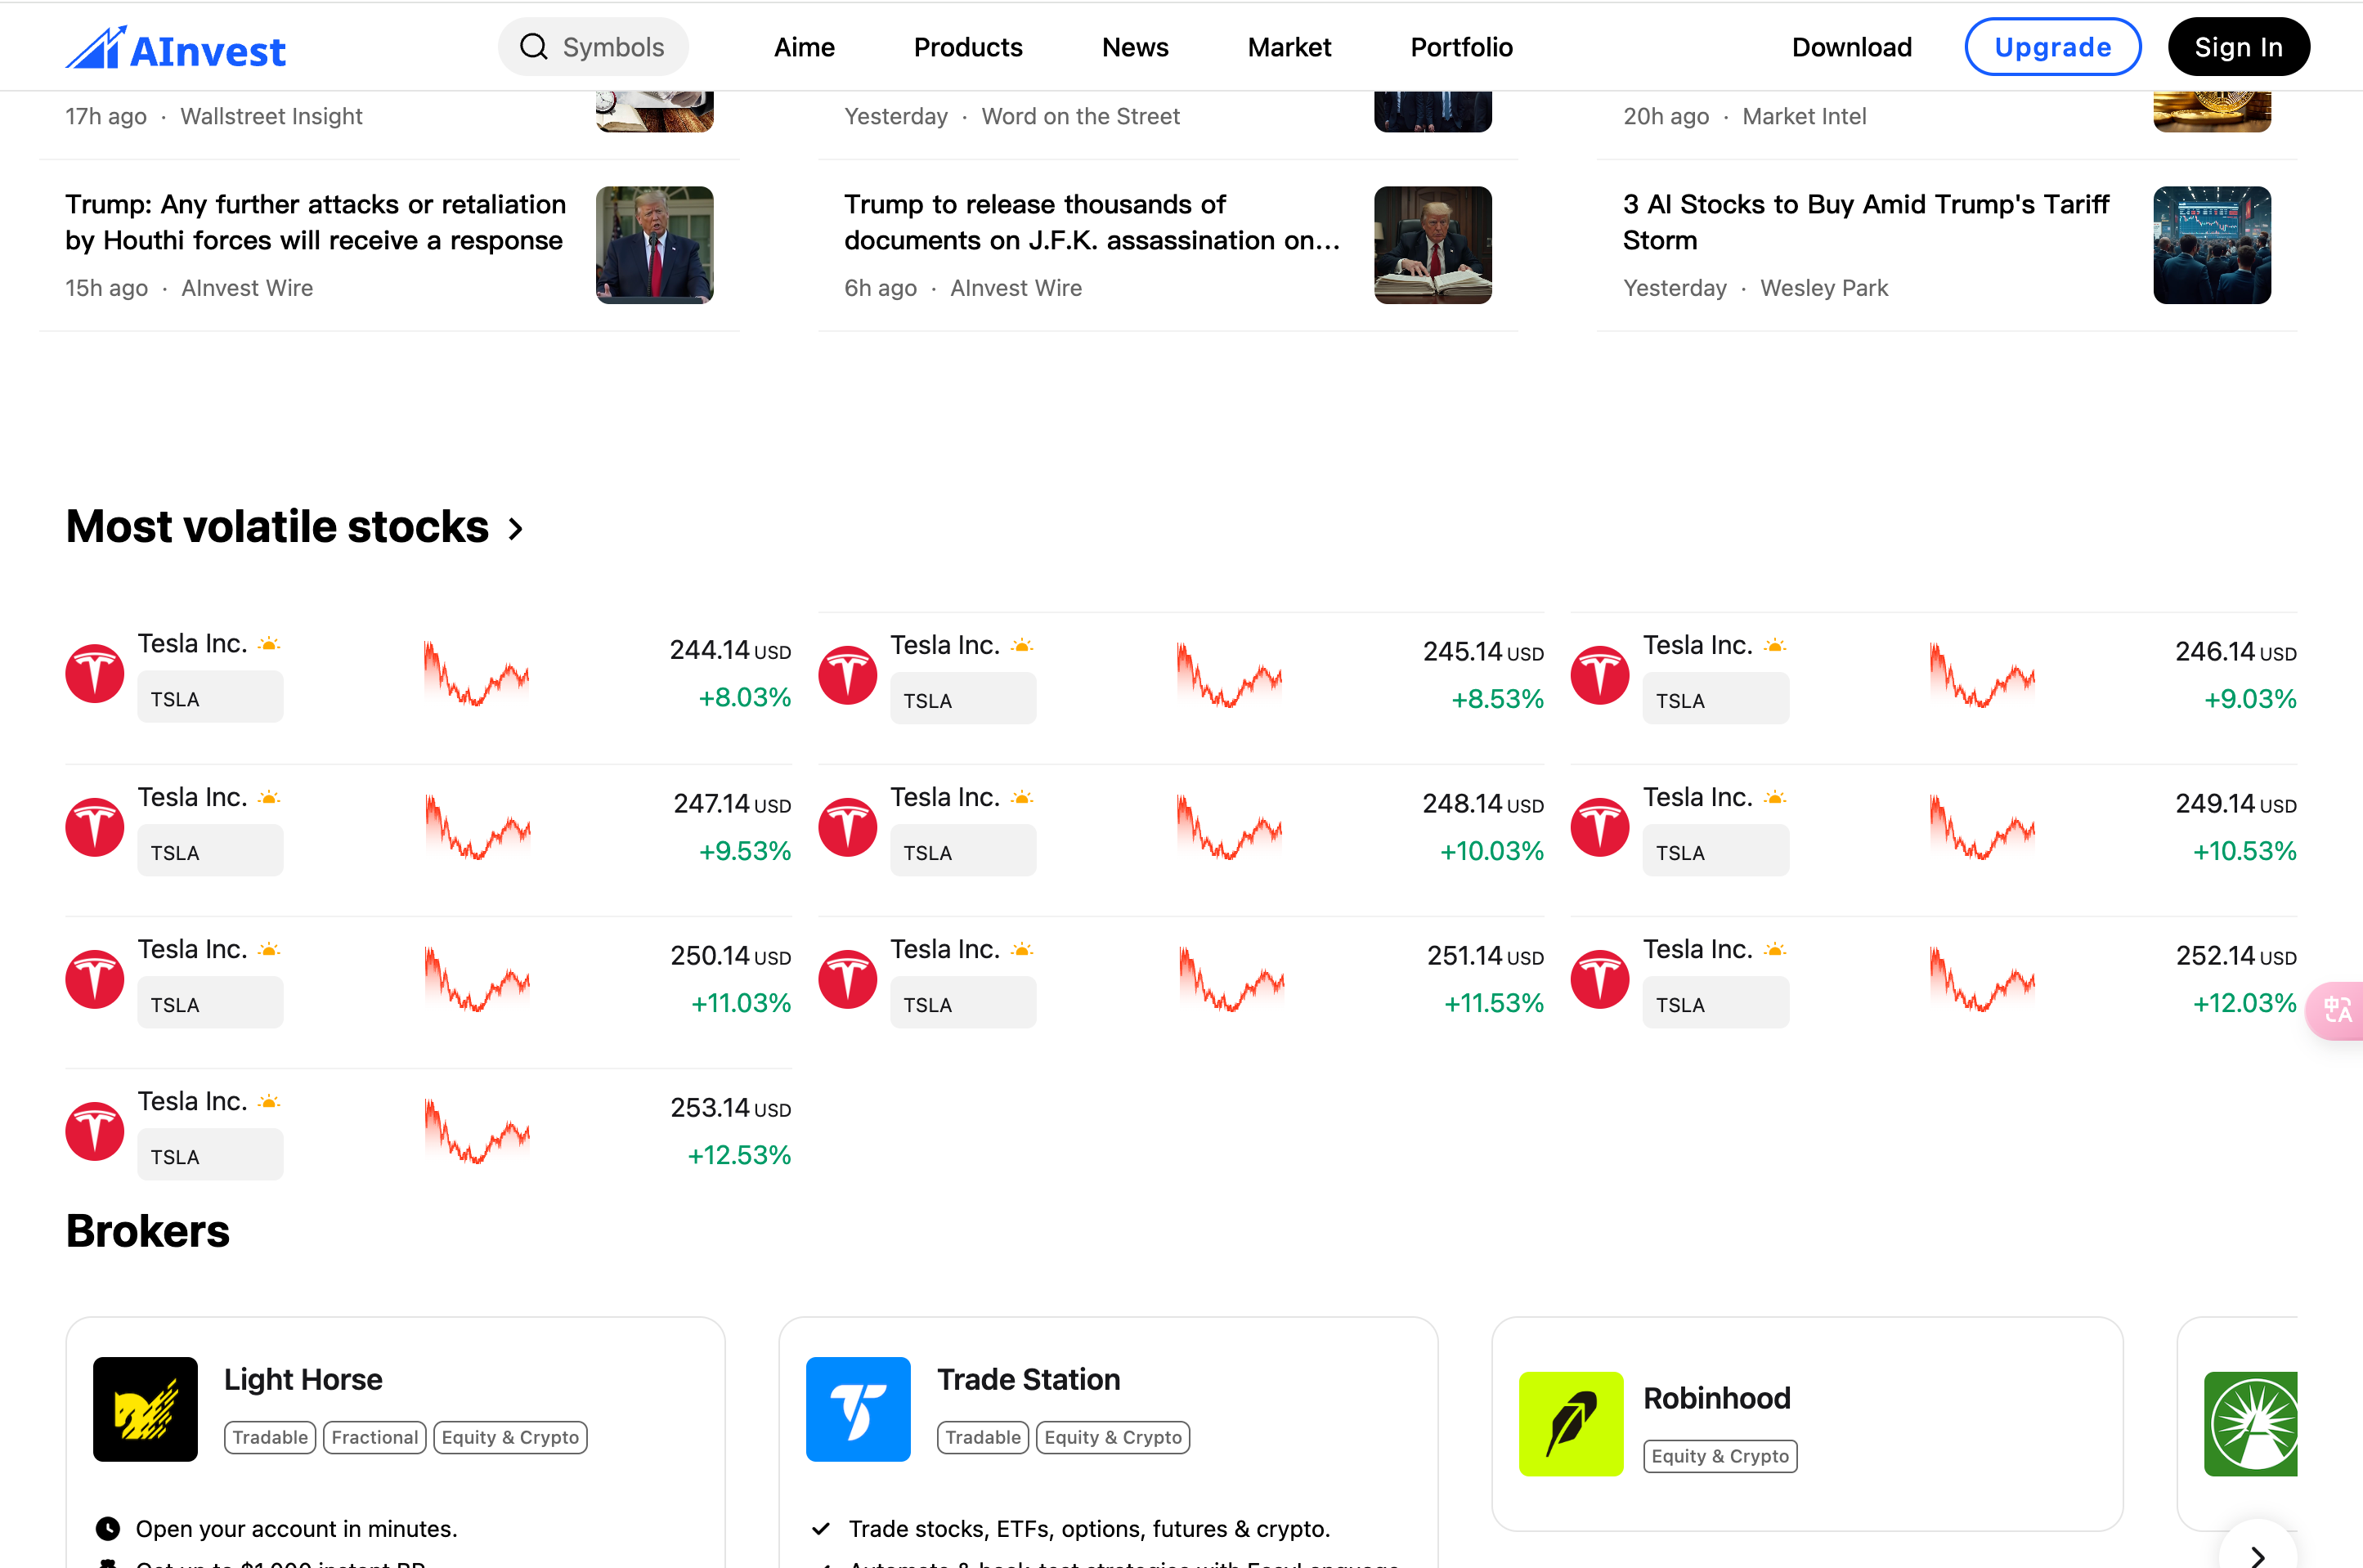 AInvest
Symbols
Aime
Products
News
Market
Portfolio
Download
Upgrade
Sign In
17h ago · Wallstreet Insight
Yesterday · Word on the Street
20h ago · Market Intel
Trump: Any further attacks or retaliation
by Houthi forces will receive a response
15h ago · AInvest Wire
Trump to release thousands of
documents on J.F.K. assassination on...
6h ago · AInvest Wire
3 AI Stocks to Buy Amid Trump's Tariff
Storm
Yesterday · Wesley Park
Most volatile stocks
Tesla Inc.
TSLA
244.14 USD
+8.03%
Tesla Inc.
TSLA
245.14 USD
+8.53%
Tesla Inc.
TSLA
246.14 USD
+9.03%
Tesla Inc.
TSLA
247.14 USD
+9.53%
Tesla Inc.
TSLA
248.14 USD
+10.03%
Tesla Inc.
TSLA
249.14 USD
+10.53%
Tesla Inc.
TSLA
250.14 USD
+11.03%
Tesla Inc.
TSLA
251.14 USD
+11.53%
Tesla Inc.
TSLA
252.14 USD
+12.03%
中 A
Tesla Inc.
TSLA
253.14 USD
+12.53%
Brokers
Light Horse
Tradable
Fractional
Equity & Crypto
Open your account in minutes.
Trade Station
Tradable
Equity & Crypto
Trade stocks, ETFs, options, futures & crypto.
Robinhood
Equity & Crypto